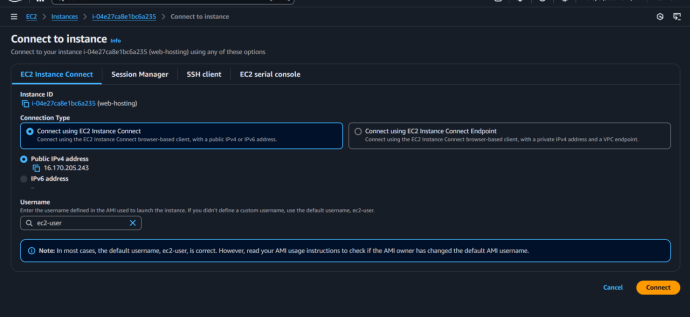 EC2 > Instances > i-04e27ca8e1bc6a235 > Connect to instance
Connect to instance Info
Connect to your instance i-04e27ca8e1bc6a235 (web-hosting) using any of these options
EC2 Instance Connect Session Manager SSH client EC2 serial console
Instance ID
i-04e27ca8e1bc6a235 (web-hosting)
Connection Type
Connect using EC2 Instance Connect
Connect using the EC2 Instance Connect browser-based client, with a public IPv4 or IPv6 address.
Connect using EC2 Instance Connect Endpoint
Connect using the EC2 Instance Connect browser-based client, with a private IPv4 address and a VPC endpoint.
Public IPv4 address
16.170.205.243
IPv6 address
–
Username
Enter the username defined in the AMI used to launch the instance. If you didn't define a custom username, use the default username, ec2-user.
ec2-user
Note: In most cases, the default username, ec2-user, is correct. However, read your AMI usage instructions to check if the AMI owner has changed the default AMI username.
Cancel Connect